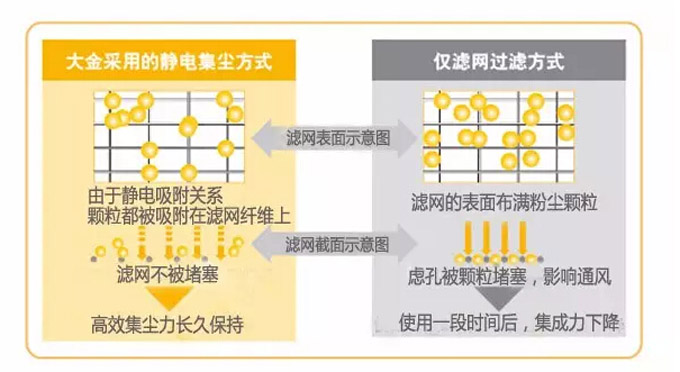 大金采用的静电集尘方式
仅滤网过滤方式
滤网表面示意图
由于静电吸附关系
颗粒都被吸附在滤网纤维上
滤网的表面布满粉尘颗粒
滤网截面示意图
滤网不被堵塞
虑孔被颗粒堵塞，影响通风
高效集尘力长久保持
使用一段时间后，集成力下降